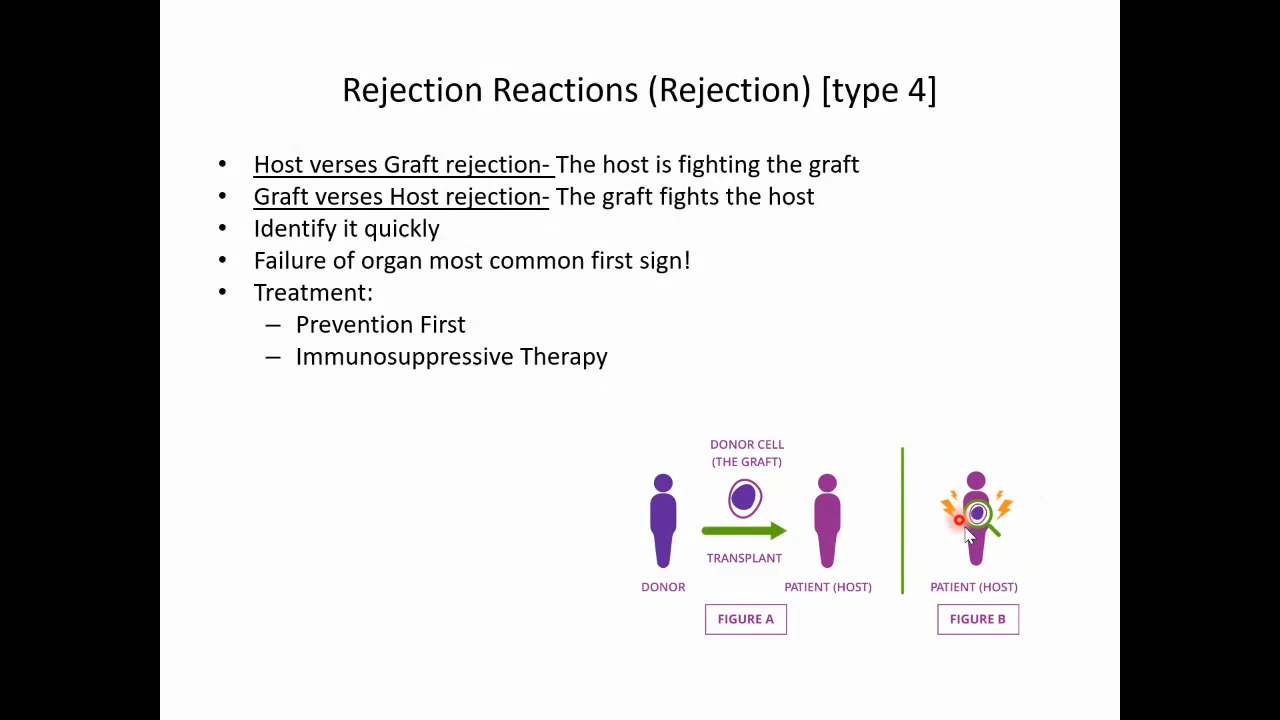 Rejection Reactions (Rejection) [type 4]
• Host verses Graft rejection- The host is fighting the graft
• Graft verses Host rejection- The graft fights the host
• Identify it quickly
• Failure of organ most common first sign!
• Treatment:
– Prevention First
– Immunosuppressive Therapy
DONOR CELL
(THE GRAFT)
TRANSPLANT
DONOR
PATIENT (HOST)
FIGURE A
PATIENT (HOST)
FIGURE B